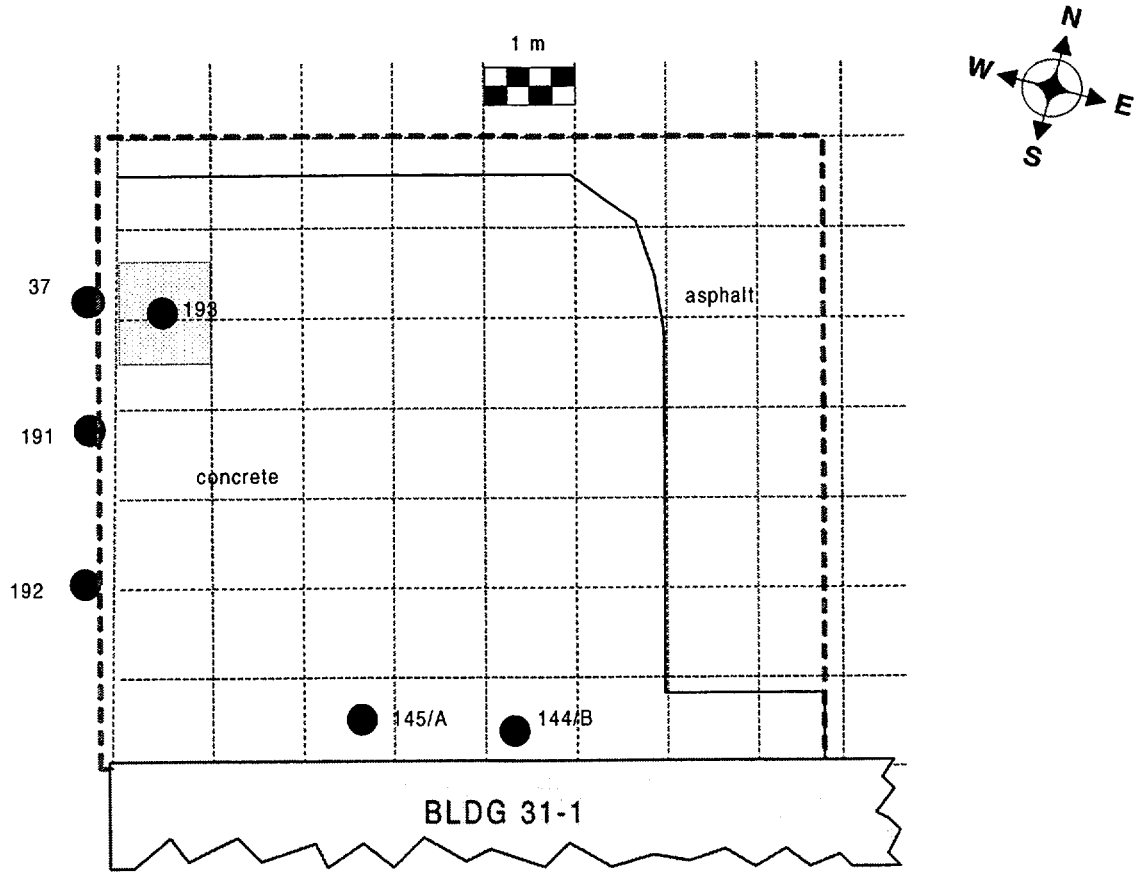 1 m
N
W
E
S
37
193
asphalt
191
concrete
192
145/A
144/B
BLDG 31-1